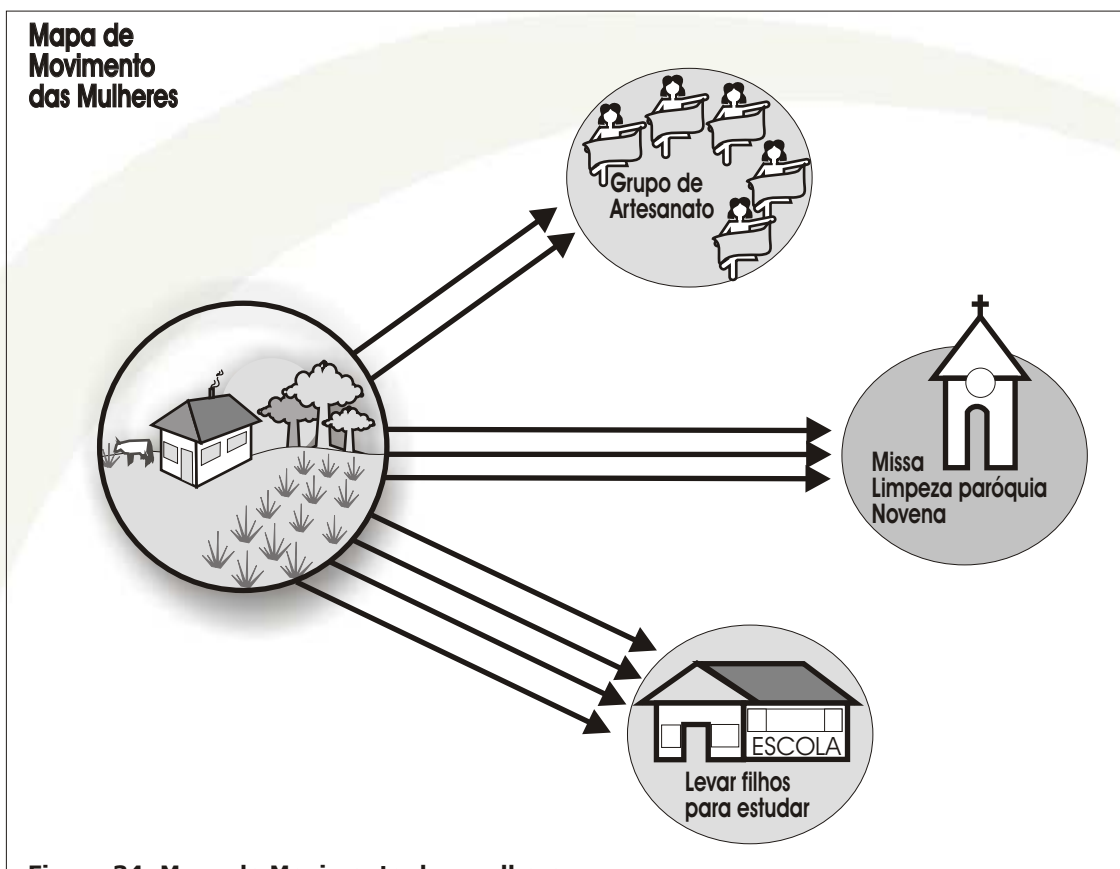 Mapa de
Movimento
das Mulheres
Grupo de
Artesanato
Missa
Limpeza paróquia
Novena
ESCOLA
Levar filhos
para estudar